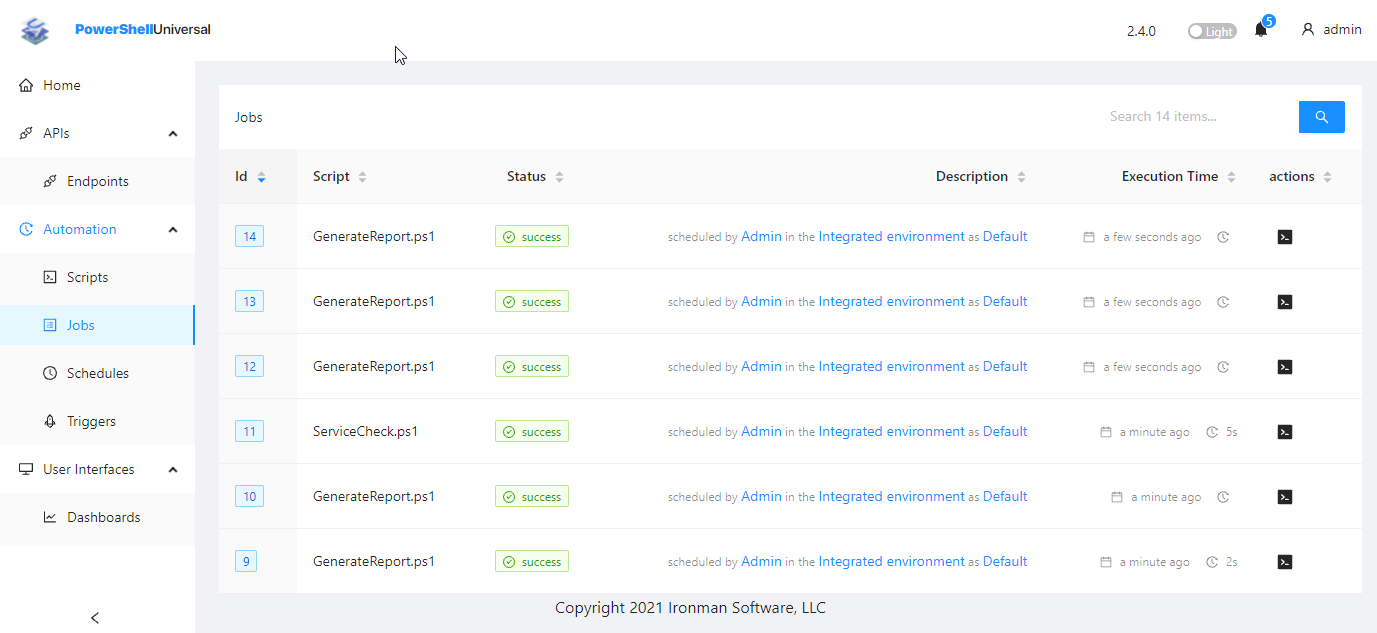 PowerShellUniversal
2.4.0 Light 5 admin
Home
APIs
Endpoints
Automation
Scripts
Jobs
Schedules
Triggers
User Interfaces
Dashboards
Jobs Search 14 items...
Id Script Status Description Execution Time actions
14 GenerateReport.ps1 success scheduled by Admin in the Integrated environment as Default a few seconds ago
13 GenerateReport.ps1 success scheduled by Admin in the Integrated environment as Default a few seconds ago
12 GenerateReport.ps1 success scheduled by Admin in the Integrated environment as Default a few seconds ago
11 ServiceCheck.ps1 success scheduled by Admin in the Integrated environment as Default a minute ago 5s
10 GenerateReport.ps1 success scheduled by Admin in the Integrated environment as Default a minute ago
9 GenerateReport.ps1 success scheduled by Admin in the Integrated environment as Default a minute ago 2s
Copyright 2021 Ironman Software, LLC